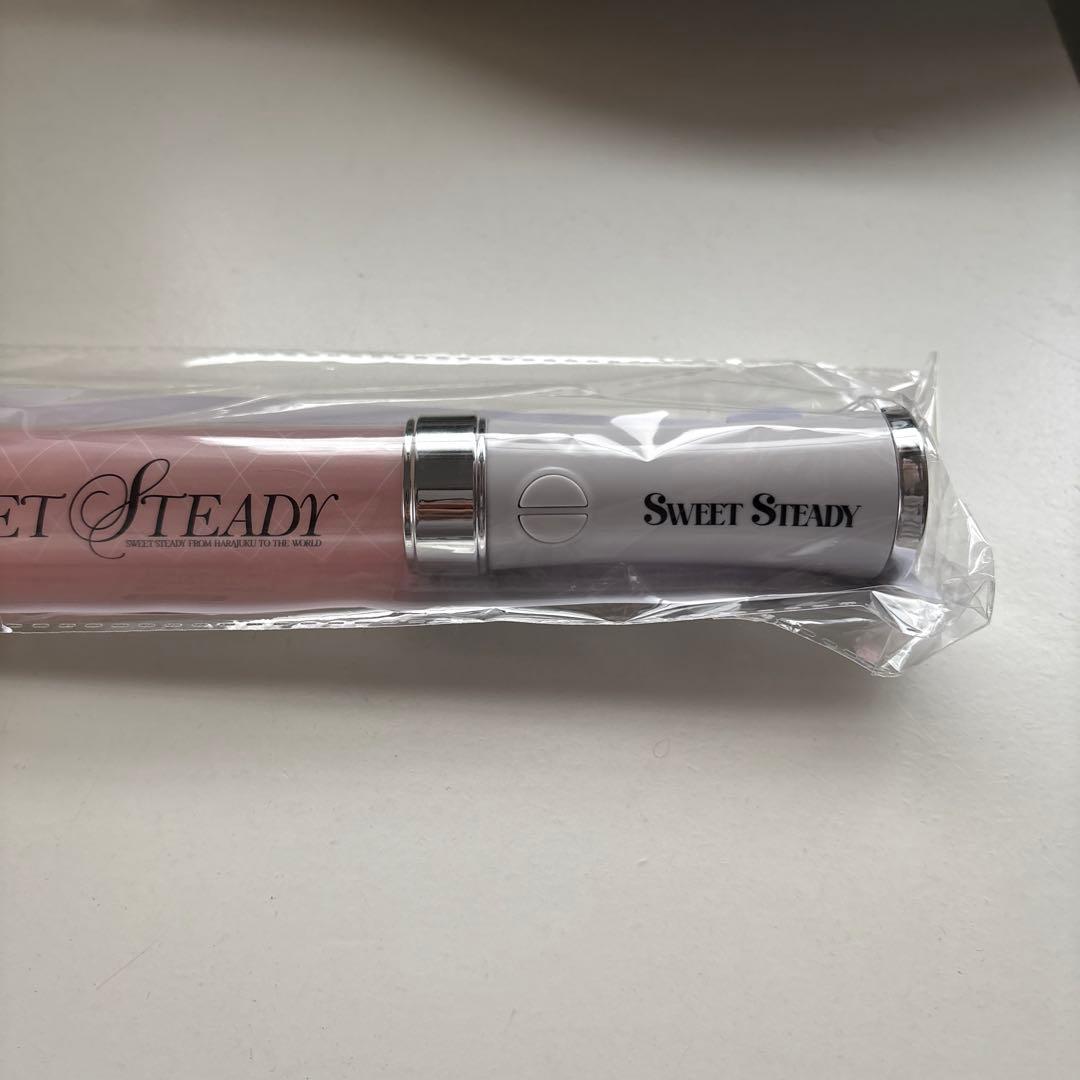 ET STEADY
SWEET STEADY FROM HARAJUKU TO THE WORLD
SWEET STEADY